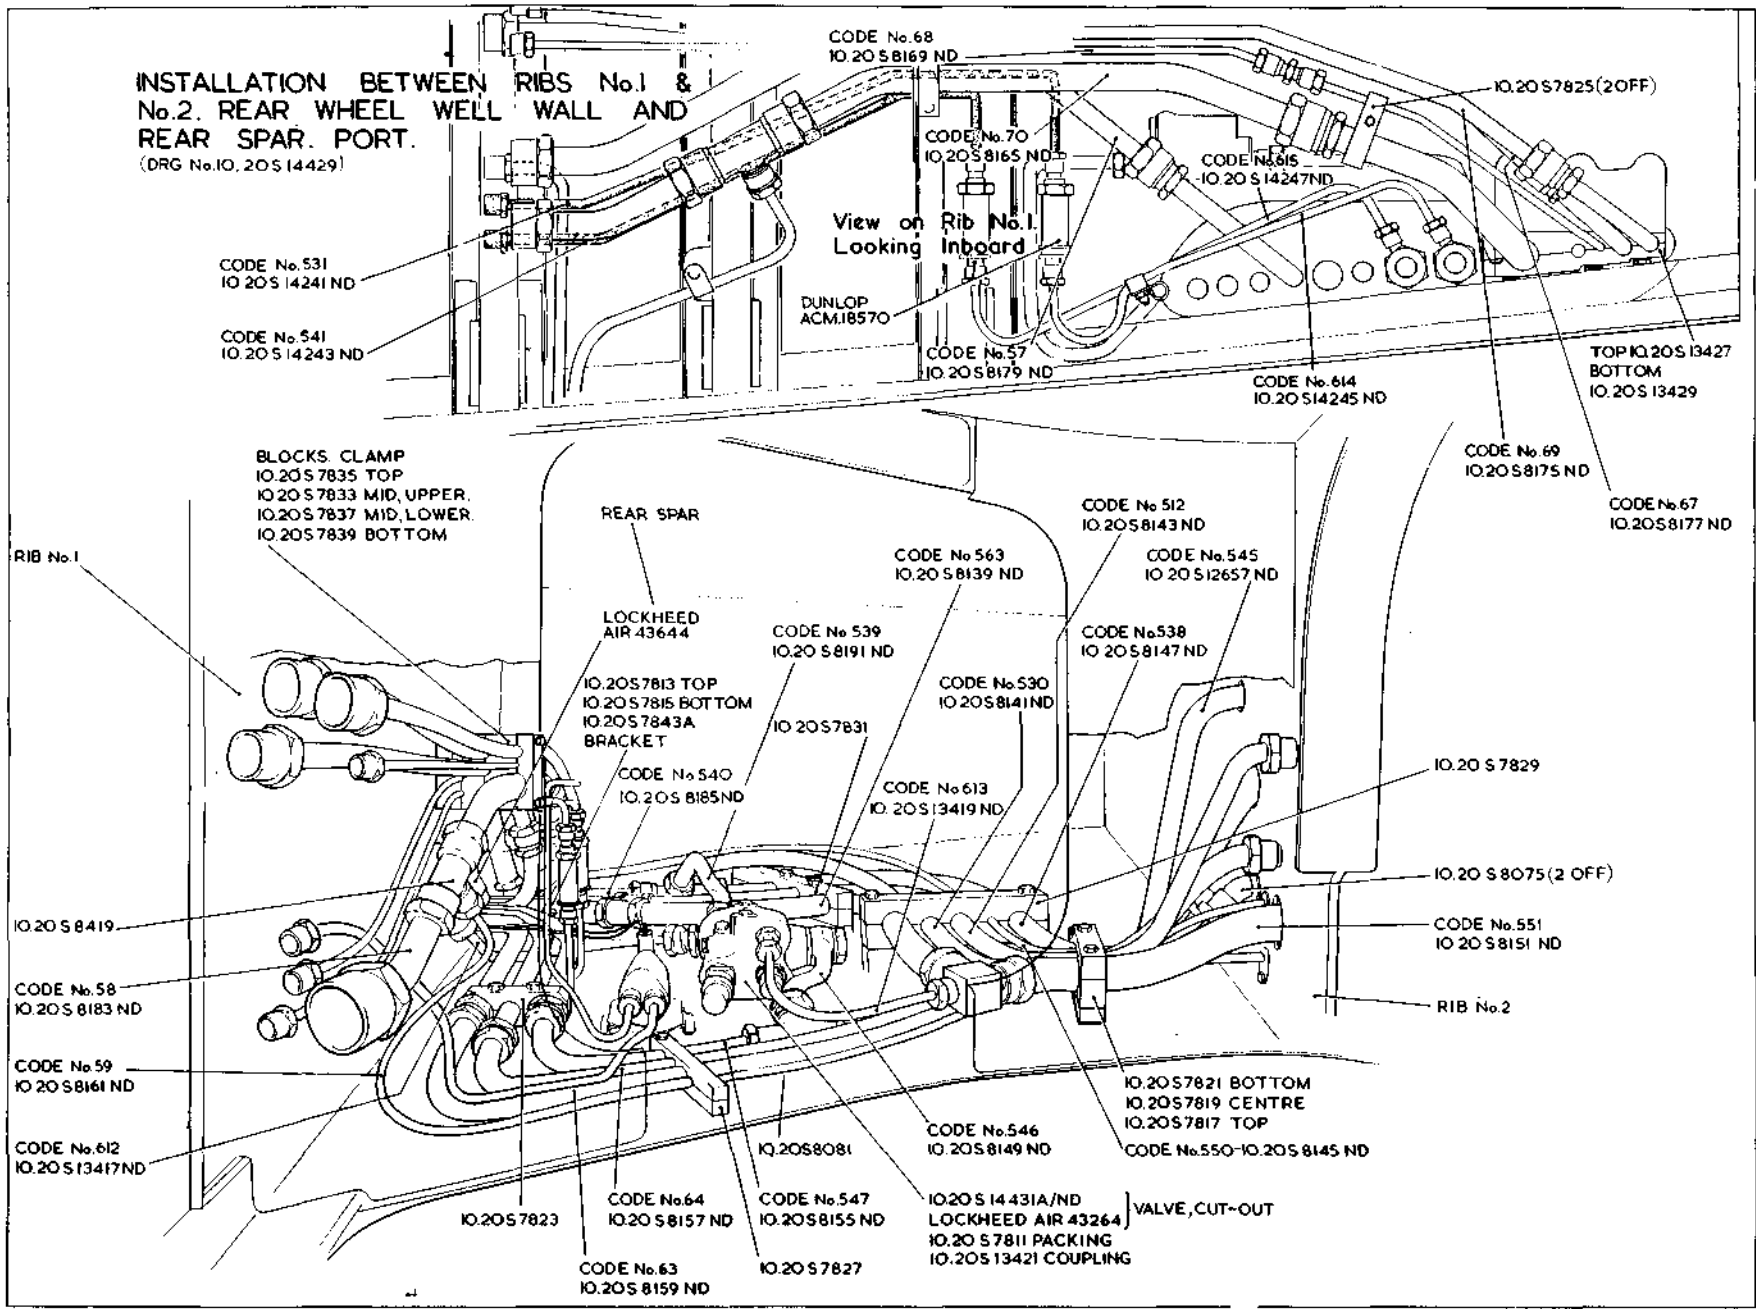 INSTALLATION BETWEEN RIBS No.1 &
No.2. REAR WHEEL WELL WALL AND
REAR SPAR. PORT.
(DRG No.10.20S14429)
CODE No.68
10.20S8169 ND
10.20S7825(2OFF)
CODE No.70
10.20S8165 ND
CODE No.615
10.20S14247ND
View on Rib No.1.
Looking Inboard
CODE No.531
10.20S14241 ND
DUNLOP
ACM.18570
CODE No.541
10.20S14243 ND
CODE No.57
10.20S8179 ND
CODE No.614
10.20S14245 ND
TOP 10.20S13427
BOTTOM
10.20S13429
CODE No.69
10.20S8175 ND
CODE No.67
10.20S8177 ND
BLOCKS. CLAMP
10.20S7835 TOP
10.20S7833 MID, UPPER.
10.20S7837 MID, LOWER.
10.20S7839 BOTTOM
REAR SPAR
CODE No 512
10.20S8143 ND
RIB No.1
CODE No 563
10.20S8139 ND
CODE No.545
10.20S12657 ND
LOCKHEED
AIR 43644
CODE No 539
10.20S8191 ND
CODE No.538
10.20S8147 ND
10.20S7813 TOP
10.20S7815 BOTTOM
10.20S7843A
BRACKET
10.20S7831
CODE No.530
10.20S8141 ND
CODE No 540
10.20S8185 ND
CODE No 613
10.20S13419 ND
10.20S7829
10.20S8075 (2 OFF)
10.20S8419
CODE No.551
10.20S8151 ND
CODE No.58
10.20S8183 ND
RIB No.2
CODE No.59
10.20S8161 ND
10.20S7821 BOTTOM
10.20S7819 CENTRE
10.20S7817 TOP
CODE No.612
10.20S13417ND
10.20S8081
CODE No.546
10.20S8149 ND
CODE No.550-10.20S8145 ND
10.20S7823
CODE No.64
10.20S8157 ND
CODE No.547
10.20S8155 ND
10.20S14431A/ND
LOCKHEED AIR 43264
VALVE, CUT-OUT
10.20S7811 PACKING
10.20S13421 COUPLING
CODE No.63
10.20S8159 ND
10.20S7827